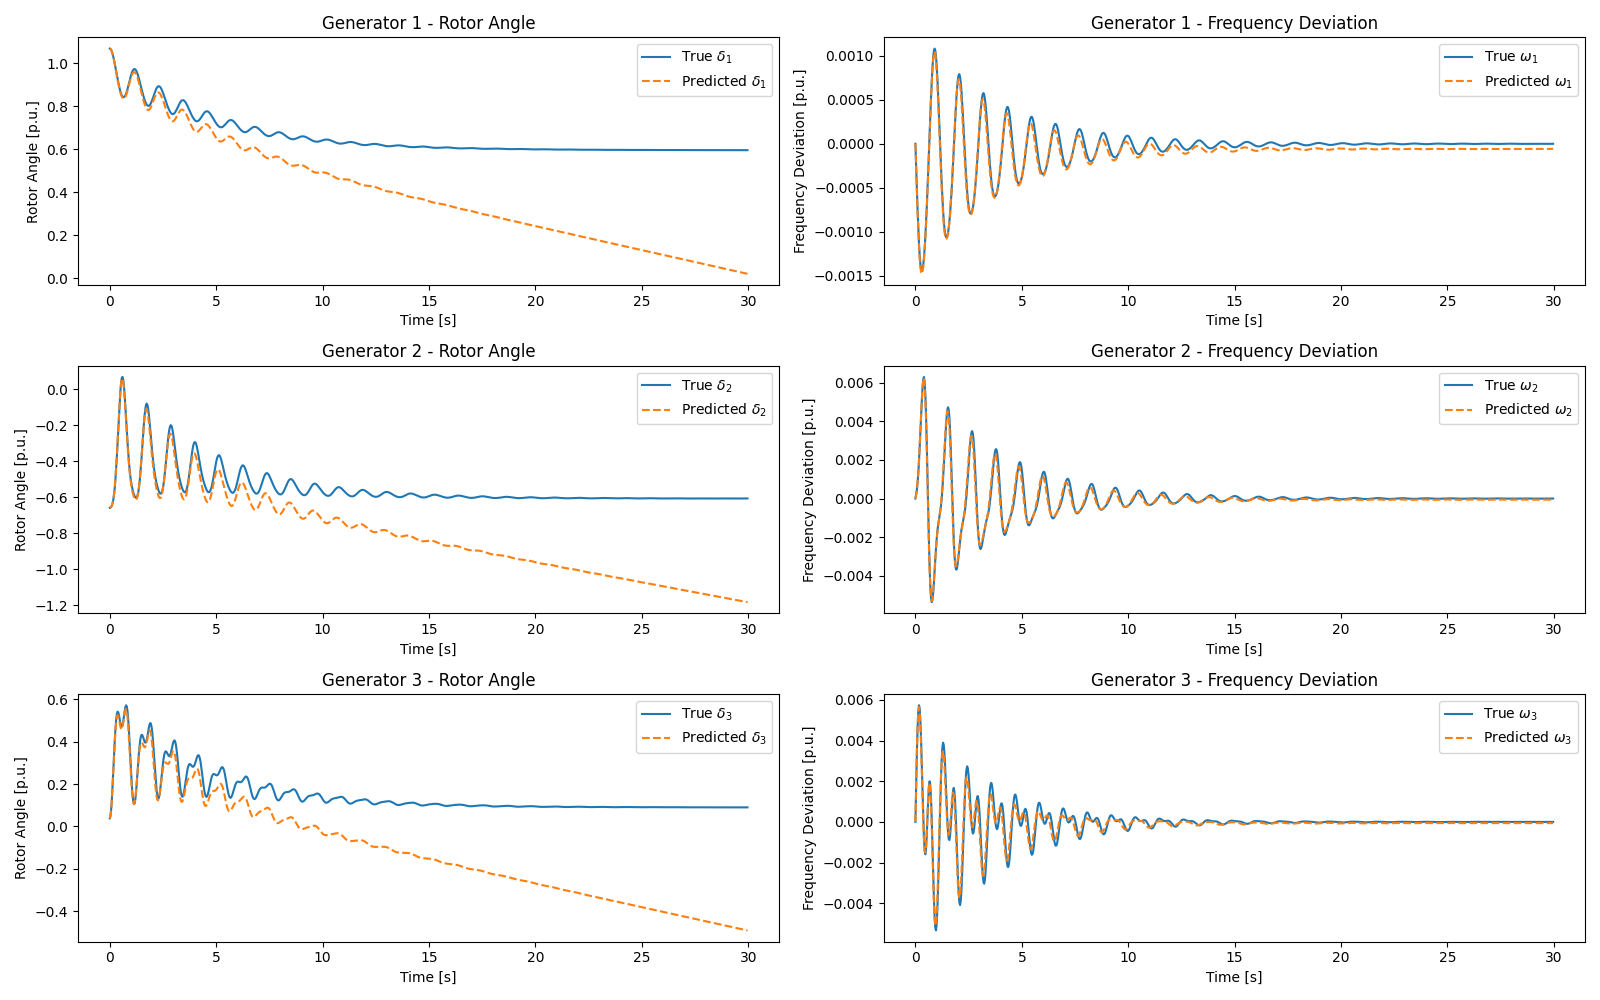 Generator 1 - Rotor Angle
Rotor Angle [p.u.]
1.0
0.8
0.6
0.4
0.2
0.0
True δ₁
Predicted δ₁
0 5 10 15 20 25 30
Time [s]
Generator 1 - Frequency Deviation
Frequency Deviation [p.u.]
0.0010
0.0005
0.0000
−0.0005
−0.0010
−0.0015
True ω₁
Predicted ω₁
0 5 10 15 20 25 30
Time [s]
Generator 2 - Rotor Angle
Rotor Angle [p.u.]
0.0
−0.2
−0.4
−0.6
−0.8
−1.0
−1.2
True δ₂
Predicted δ₂
0 5 10 15 20 25 30
Time [s]
Generator 2 - Frequency Deviation
Frequency Deviation [p.u.]
0.006
0.004
0.002
0.000
−0.002
−0.004
True ω₂
Predicted ω₂
0 5 10 15 20 25 30
Time [s]
Generator 3 - Rotor Angle
Rotor Angle [p.u.]
0.6
0.4
0.2
0.0
−0.2
−0.4
True δ₃
Predicted δ₃
0 5 10 15 20 25 30
Time [s]
Generator 3 - Frequency Deviation
Frequency Deviation [p.u.]
0.006
0.004
0.002
0.000
−0.002
−0.004
True ω₃
Predicted ω₃
0 5 10 15 20 25 30
Time [s]